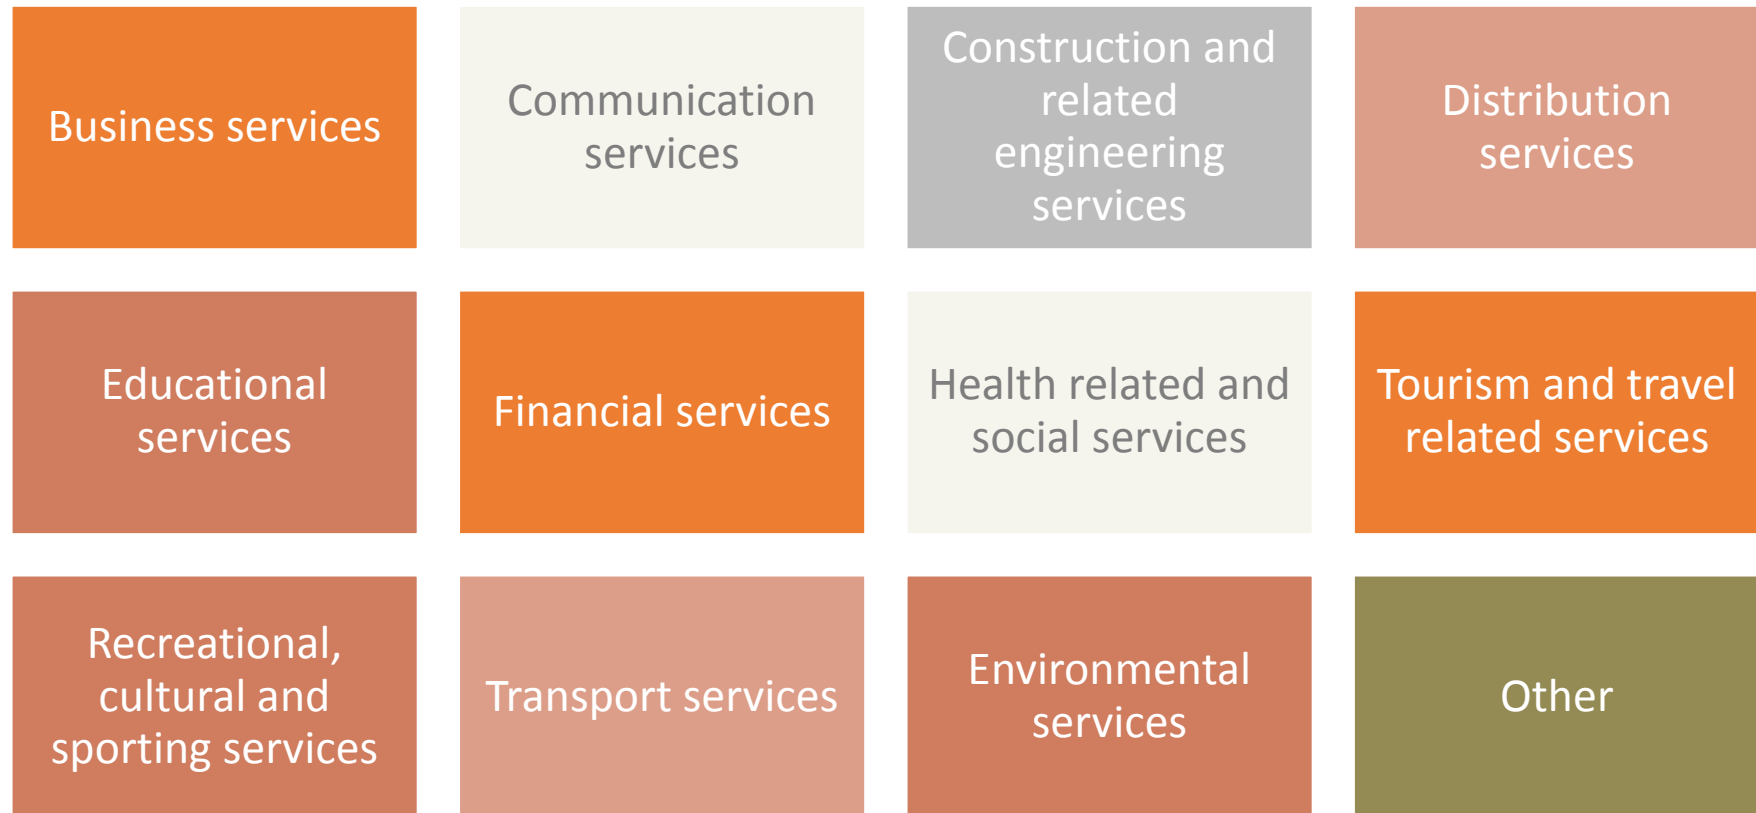 Business services
Communication
services
Construction and
related
engineering
services
Distribution
services
Educational
services
Financial services
Health related and
social services
Tourism and travel
related services
Recreational,
cultural and
sporting services
Transport services
Environmental
services
Other